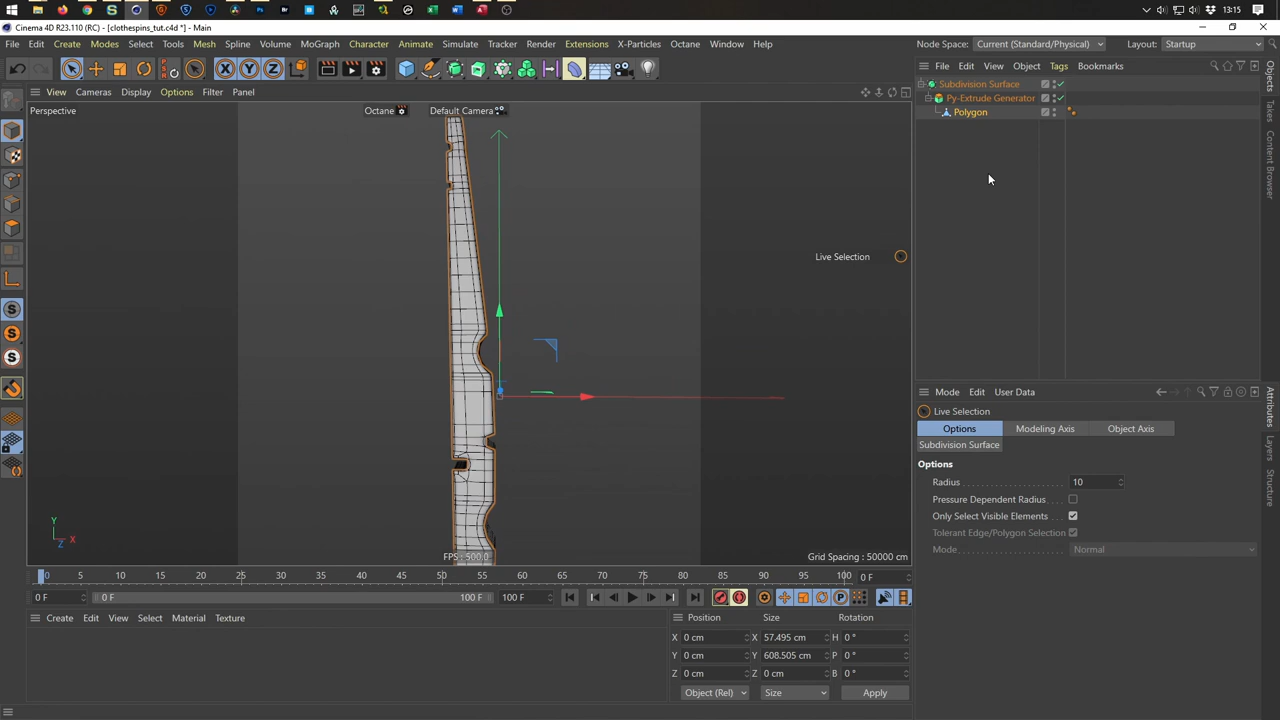 13:15
Cinema 4D R23.110 (RC) - [clothespins_tut.c4d *] - Main
File Edit Create Modes Select Tools Mesh Spline Volume MoGraph Character Animate Simulate Tracker Render Extensions X-Particles Octane Window Help
Node Space: Current (Standard/Physical) Layout: Startup
X Y Z P
File Edit View Object Tags Bookmarks
View Cameras Display Options Filter Panel
Perspective
Octane
Default Camera
Subdivision Surface
Py-Extrude Generator
Polygon
Objects
Takes
Content Browser
Live Selection
Mode Edit User Data
Live Selection
Options Modeling Axis Object Axis
Subdivision Surface
Options
Radius 10
Pressure Dependent Radius
Only Select Visible Elements
Tolerant Edge/Polygon Selection
Mode Normal
Attributes
Layers
Structure
S
S
S
Y
X
Z
FPS : 500.0
Grid Spacing : 50000 cm
0 5 10 15 20 25 30 35 40 45 50 55 60 65 70 75 80 85 90 95 100 0 F
0 F 0 F 100 F 100 F P
Create Edit View Select Material Texture
Position Size Rotation
X 0 cm X 57.495 cm H 0 °
Y 0 cm Y 608.505 cm P 0 °
Z 0 cm Z 0 cm B 0 °
Object (Rel) Size Apply